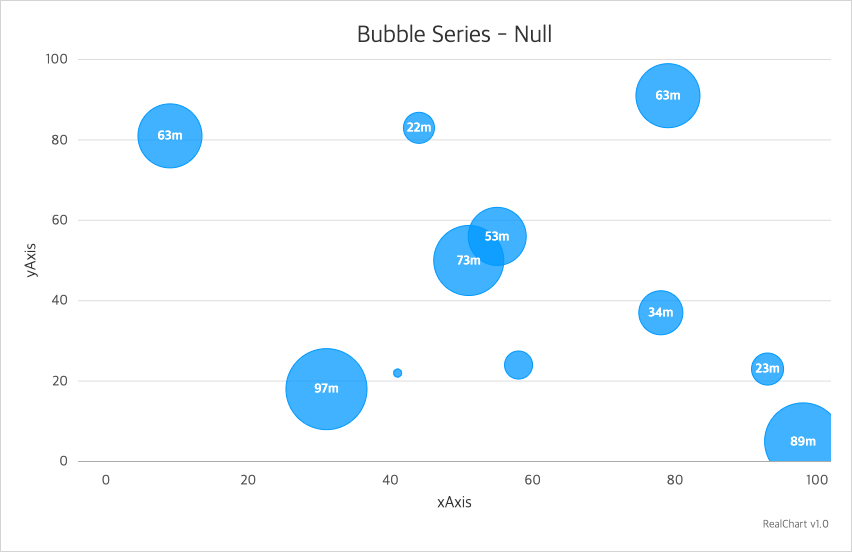 Bubble Series - Null
100
80
60
40
20
0
yAxis
63m
22m
63m
53m
73m
34m
97m
23m
89m
0
20
40
60
80
100
xAxis
RealChart v1.0